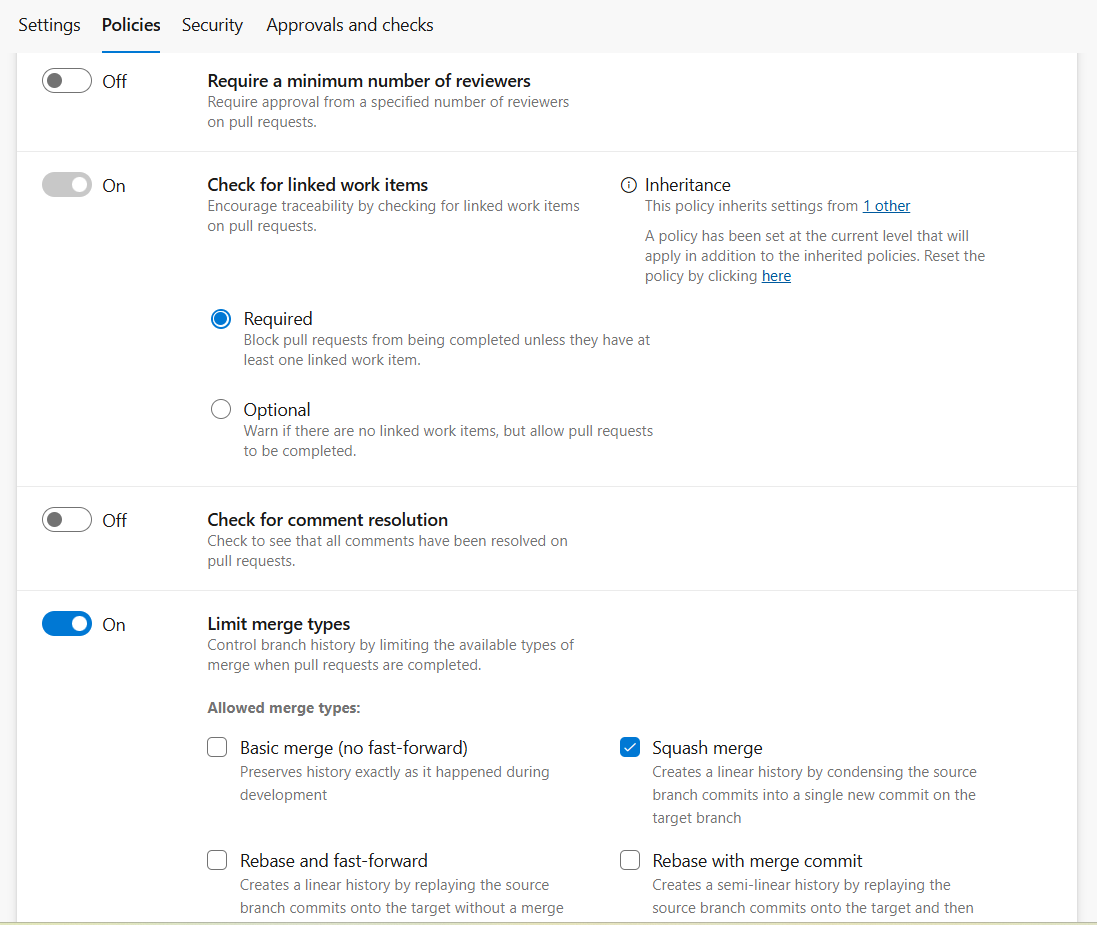 Settings Policies Security Approvals and checks
Off
Require a minimum number of reviewers
Require approval from a specified number of reviewers
on pull requests.
On
Check for linked work items
Encourage traceability by checking for linked work items
on pull requests.
Inheritance
This policy inherits settings from 1 other
A policy has been set at the current level that will
apply in addition to the inherited policies. Reset the
policy by clicking here
Required
Block pull requests from being completed unless they have at
least one linked work item.
Optional
Warn if there are no linked work items, but allow pull requests
to be completed.
Off
Check for comment resolution
Check to see that all comments have been resolved on
pull requests.
On
Limit merge types
Control branch history by limiting the available types of
merge when pull requests are completed.
Allowed merge types:
Basic merge (no fast-forward)
Preserves history exactly as it happened during
development
Squash merge
Creates a linear history by condensing the source
branch commits into a single new commit on the
target branch
Rebase and fast-forward
Creates a linear history by replaying the source
branch commits onto the target without a merge
Rebase with merge commit
Creates a semi-linear history by replaying the
source branch commits onto the target and then